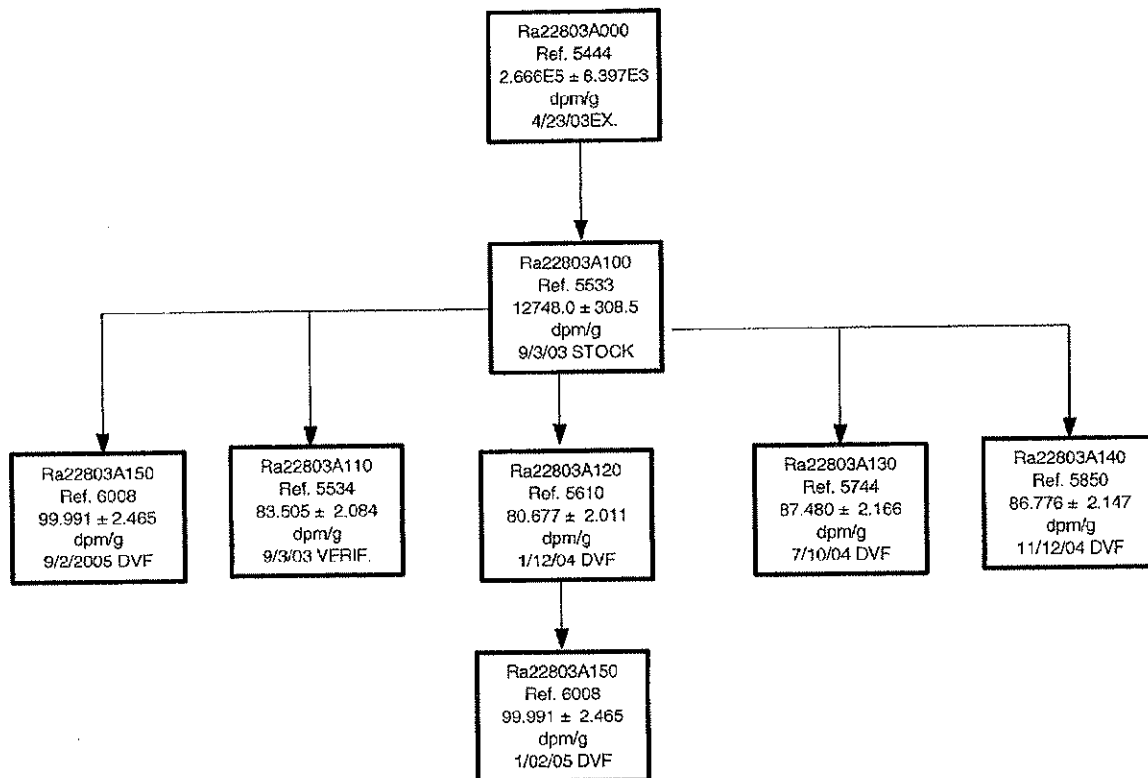 Ra22803A000
Ref. 5444
2.666E5 ± 6.397E3
dpm/g
4/23/03EX.
Ra22803A100
Ref. 5533
12748.0 ± 308.5
dpm/g
9/3/03 STOCK
Ra22803A150
Ref. 6008
99.991 ± 2.465
dpm/g
9/2/2005 DVF
Ra22803A110
Ref. 5534
83.505 ± 2.084
dpm/g
9/3/03 VERIF.
Ra22803A120
Ref. 5610
80.677 ± 2.011
dpm/g
1/12/04 DVF
Ra22803A130
Ref. 5744
87.480 ± 2.166
dpm/g
7/10/04 DVF
Ra22803A140
Ref. 5850
86.776 ± 2.147
dpm/g
11/12/04 DVF
Ra22803A150
Ref. 6008
99.991 ± 2.465
dpm/g
1/02/05 DVF